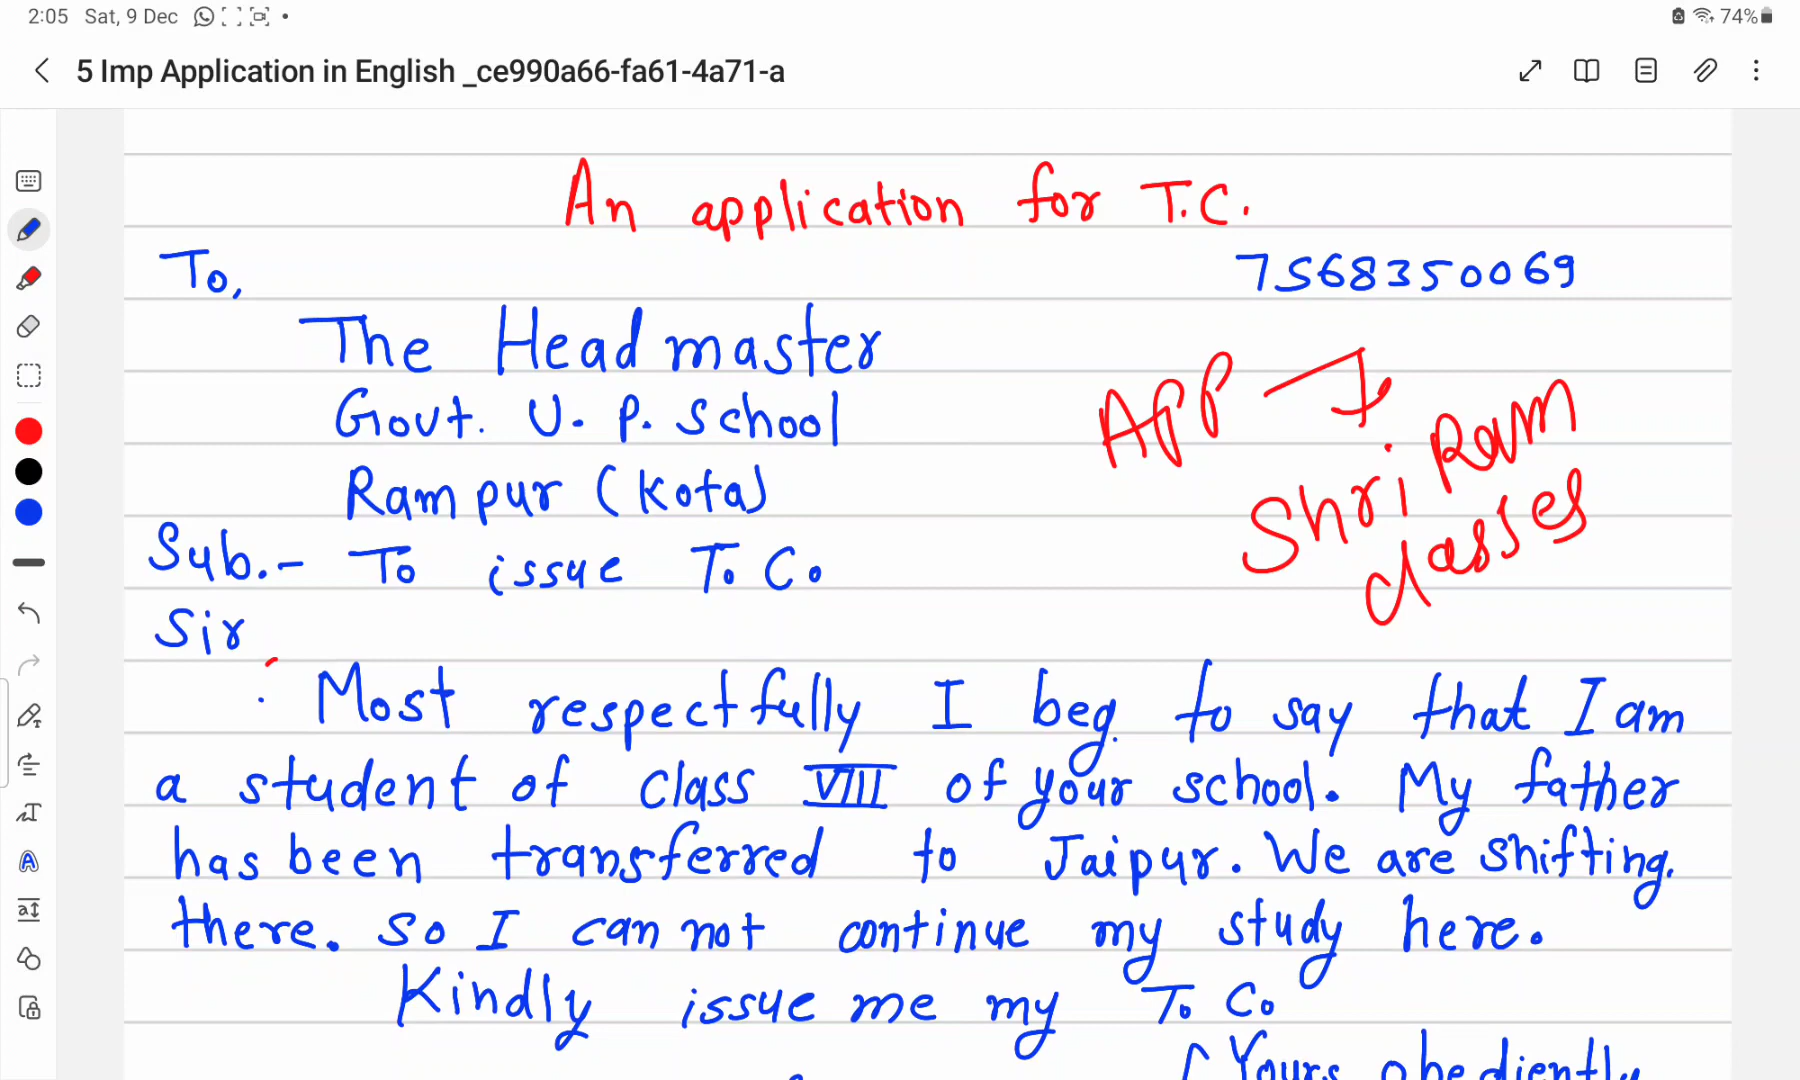 2:05 Sat, 9 Dec 74%
5 Imp Application in English _ce990a66-fa61-4a71-a
An application for T.C.
To,
7568350069
The Headmaster
Govt. U. P. School
Rampur (Kota)
APP →
Shri Ram
classes
Sub.- To issue T. C.
Sir
Most respectfully I beg to say that I am
a student of class VIII of your school. My father
has been transferred to Jaipur. We are shifting
there. So I can not continue my study here.
Kindly issue me my T. C.
Yours obediently